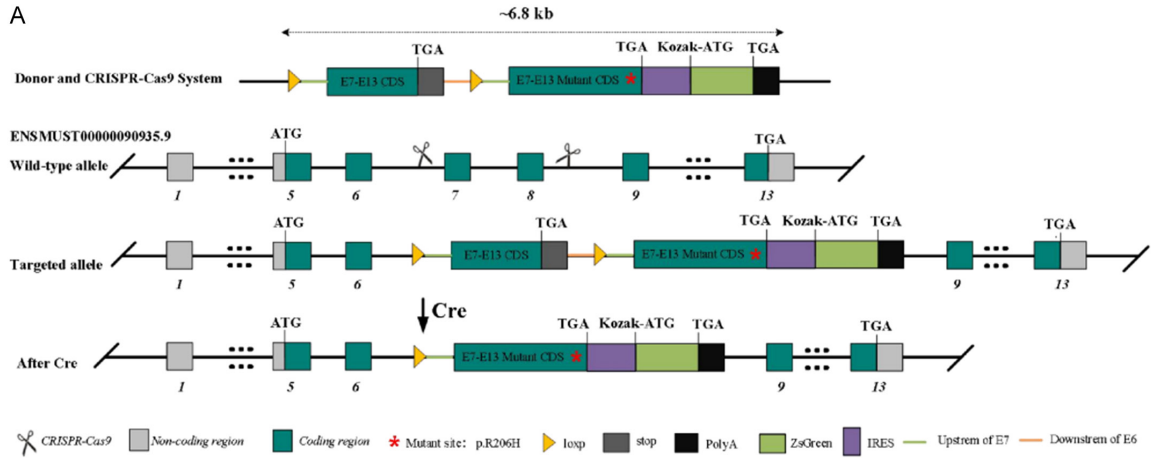 A
~6.8 kb
TGA TGA Kozak-ATG TGA
Donor and CRISPR-Cas9 System
E7-E13 CDS E7-E13 Mutant CDS *
ENSMUST00000090935.9
ATG TGA
Wild-type allele
1 5 6 7 8 9 13
ATG TGA TGA Kozak-ATG TGA TGA
Targeted allele
E7-E13 CDS E7-E13 Mutant CDS *
1 5 6 9 13
Cre
ATG TGA Kozak-ATG TGA TGA
After Cre
E7-E13 Mutant CDS *
1 5 6 9 13
CRISPR-Cas9 Non-coding region Coding region * Mutant site: p.R206H loxp stop PolyA ZsGreen IRES Upstrem of E7 Downstrem of E6